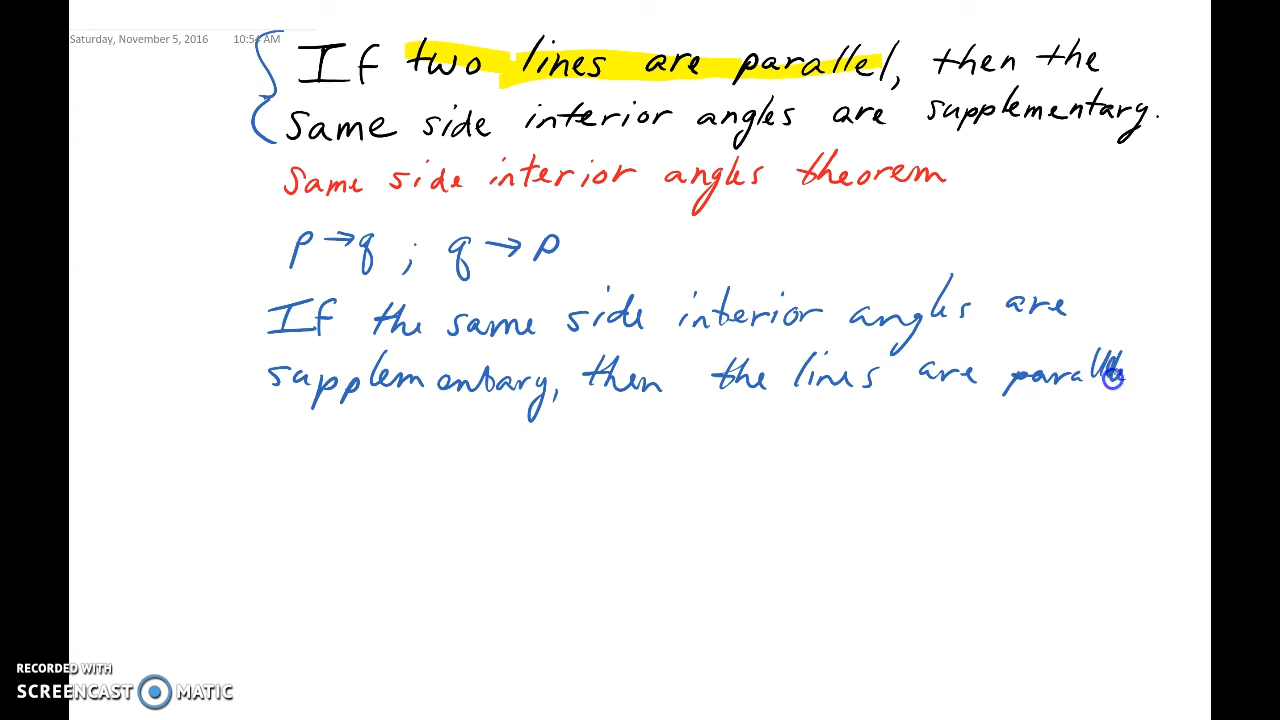 Saturday, November 5, 2016 10:54 AM
If two lines are parallel, then the
same side interior angles are supplementary.
same side interior angles theorem
p → q ; q → p
If the same side interior angles are
supplementary, then the lines are paralle
RECORDED WITH
SCREENCAST MATIC